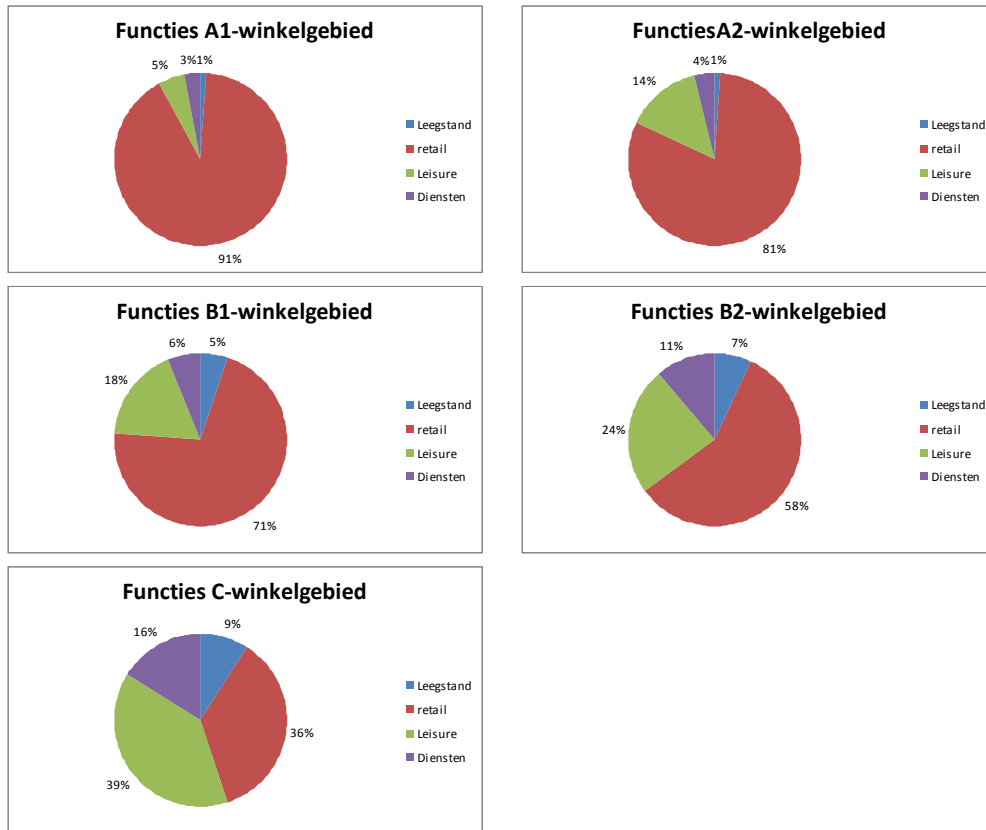 Functies A1-winkelgebied
3% 1%
5%
91%
Leegstand
retail
Leisure
Diensten
FunctiesA2-winkelgebied
4% 1%
14%
81%
Leegstand
retail
Leisure
Diensten
Functies B1-winkelgebied
6% 5%
18%
71%
Leegstand
retail
Leisure
Diensten
Functies B2-winkelgebied
11% 7%
24%
58%
Leegstand
retail
Leisure
Diensten
Functies C-winkelgebied
16% 9%
36%
39%
Leegstand
retail
Leisure
Diensten